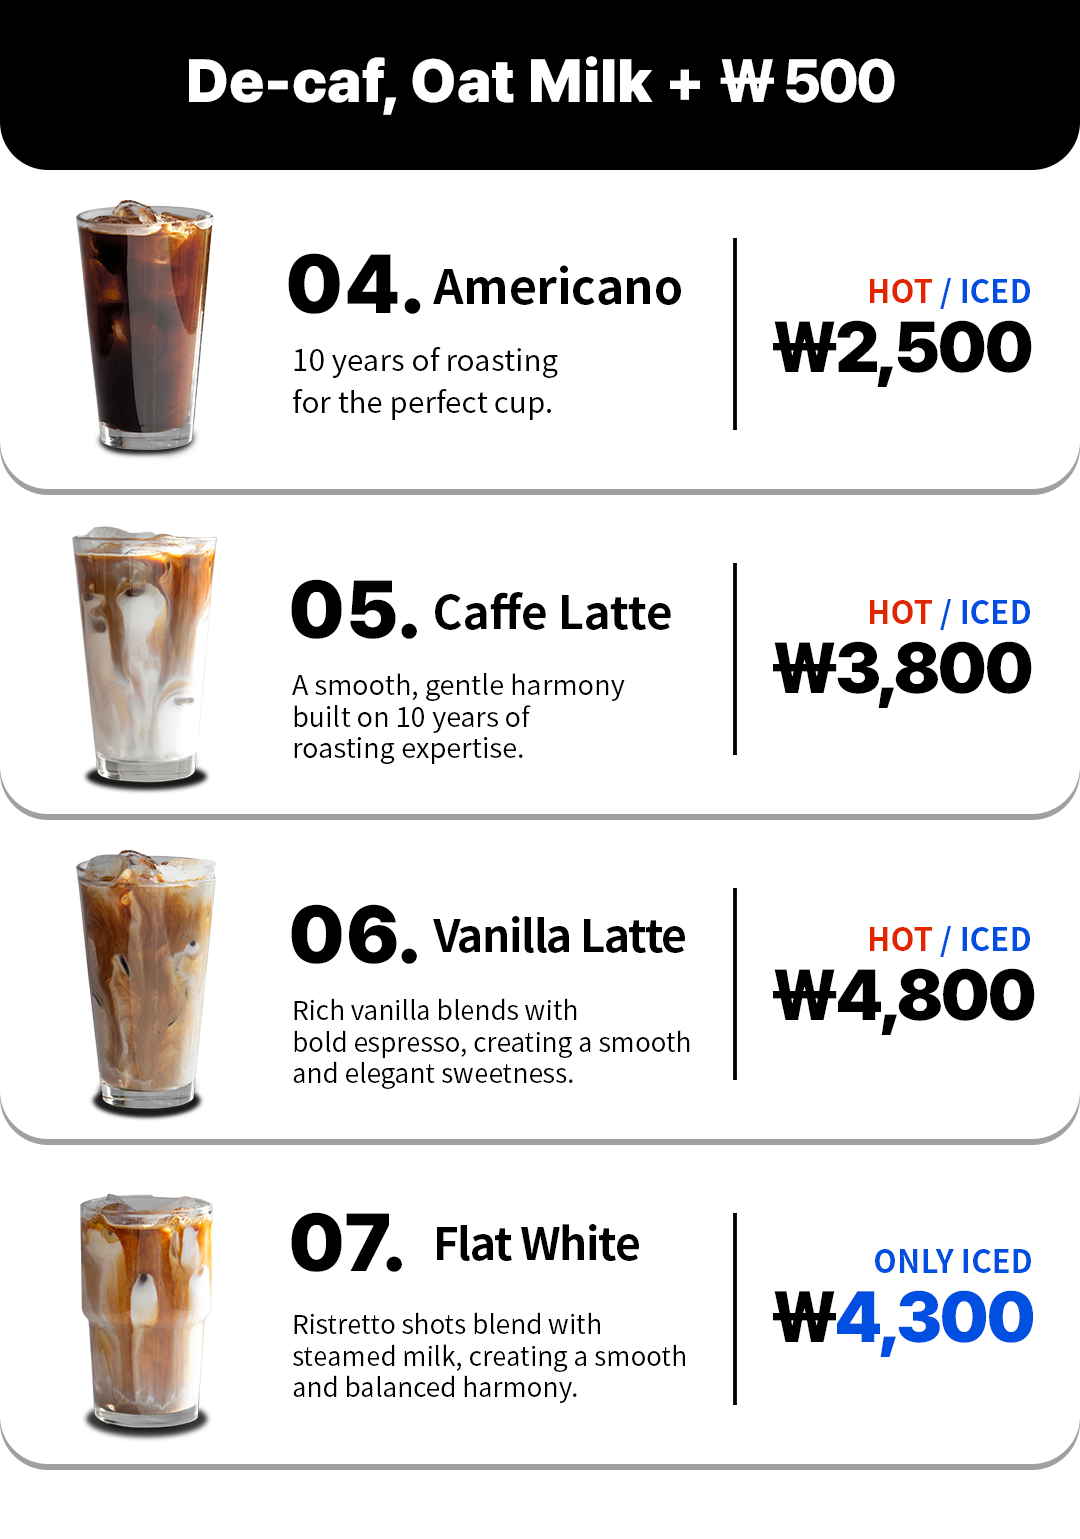 De-caf, Oat Milk + ₩ 500
04. Americano
10 years of roasting
for the perfect cup.
HOT / ICED
₩2,500
05. Caffe Latte
A smooth, gentle harmony
built on 10 years of
roasting expertise.
HOT / ICED
₩3,800
06. Vanilla Latte
Rich vanilla blends with
bold espresso, creating a smooth
and elegant sweetness.
HOT / ICED
₩4,800
07. Flat White
Ristretto shots blend with
steamed milk, creating a smooth
and balanced harmony.
ONLY ICED
₩4,300